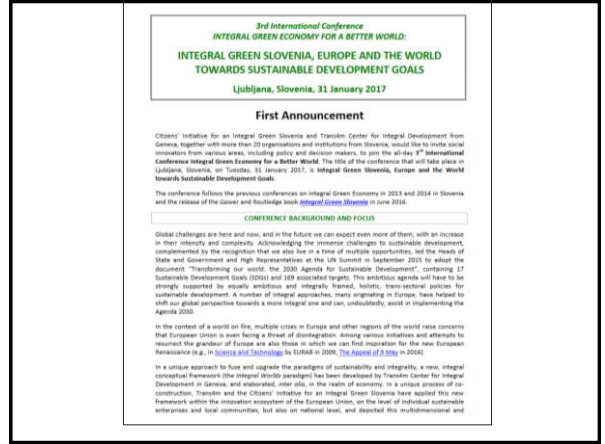 3rd International Conference
INTEGRAL GREEN ECONOMY FOR A BETTER WORLD:
INTEGRAL GREEN SLOVENIA, EUROPE AND THE WORLD
TOWARDS SUSTAINABLE DEVELOPMENT GOALS
Ljubljana, Slovenia, 31 January 2017
First Announcement
Citizens' Initiative for an Integral Green Slovenia and Trans4m Center for Integral Development from
Geneva, together with more than 20 organisations and institutions from Slovenia, would like to invite social
innovators from various areas, including policy and decision makers, to join the all-day 3rd International
Conference Integral Green Economy for a Better World. The title of the conference that will take place in
Ljubljana, Slovenia, on Tuesday, 31 January 2017, is Integral Green Slovenia, Europe and the World
towards Sustainable Development Goals.
The conference follows the previous conferences on Integral Green Economy in 2013 and 2014 in Slovenia
and the release of the Gower and Routledge book Integral Green Slovenia in June 2016.
CONFERENCE BACKGROUND AND FOCUS
Global challenges are here and now, and in the future we can expect even more of them, with an increase
in their intensity and complexity. Acknowledging the immense challenges to sustainable development,
complemented by the recognition that we also live in a time of multiple opportunities, led the Heads of
State and Government and High Representatives at the UN Summit in September 2015 to adopt the
document "Transforming our world: the 2030 Agenda for Sustainable Development", containing 17
Sustainable Development Goals (SDGs) and 169 associated targets. This ambitious agenda will have to be
strongly supported by equally ambitious and integrally framed, holistic, trans-sectoral policies for
sustainable development. A number of integral approaches, many originating in Europe, have helped to
shift our global perspective towards a more integral one and can, undoubtedly, assist in implementing the
Agenda 2030.
In the context of a world on fire, multiple crises in Europe and other regions of the world raise concerns
that European Union is even facing a threat of disintegration. Among various initiatives and attempts to
resurrect the grandeur of Europe are also those in which we can find inspiration for the new European
Renaissance (e.g., in Science and Technology by EURAB in 2009, The Appeal of 9 May in 2016).
In a unique approach to fuse and upgrade the paradigms of sustainability and integrality, a new, integral
conceptual framework (the Integral Worlds paradigm) has been developed by Trans4m Center for Integral
Development in Geneva, and elaborated, inter alia, in the realm of economy. In a unique process of co-
construction, Trans4m and the Citizens' Initiative for an Integral Green Slovenia have applied this new
framework within the innovation ecosystem of the European Union, on the level of individual sustainable
enterprises and local communities, but also on national level, and depicted this multidimensional and